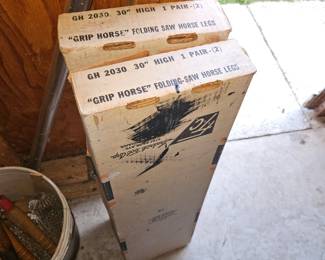 GH 2030 30" HIGH 1 PAIR-(2)
"GRIP HORSE" FOLDING SAW HORSE LEGS
GH 2030 30" HIGH 1 PAIR-(2)
"GRIP HORSE" FOLDING SAW HORSE LEGS